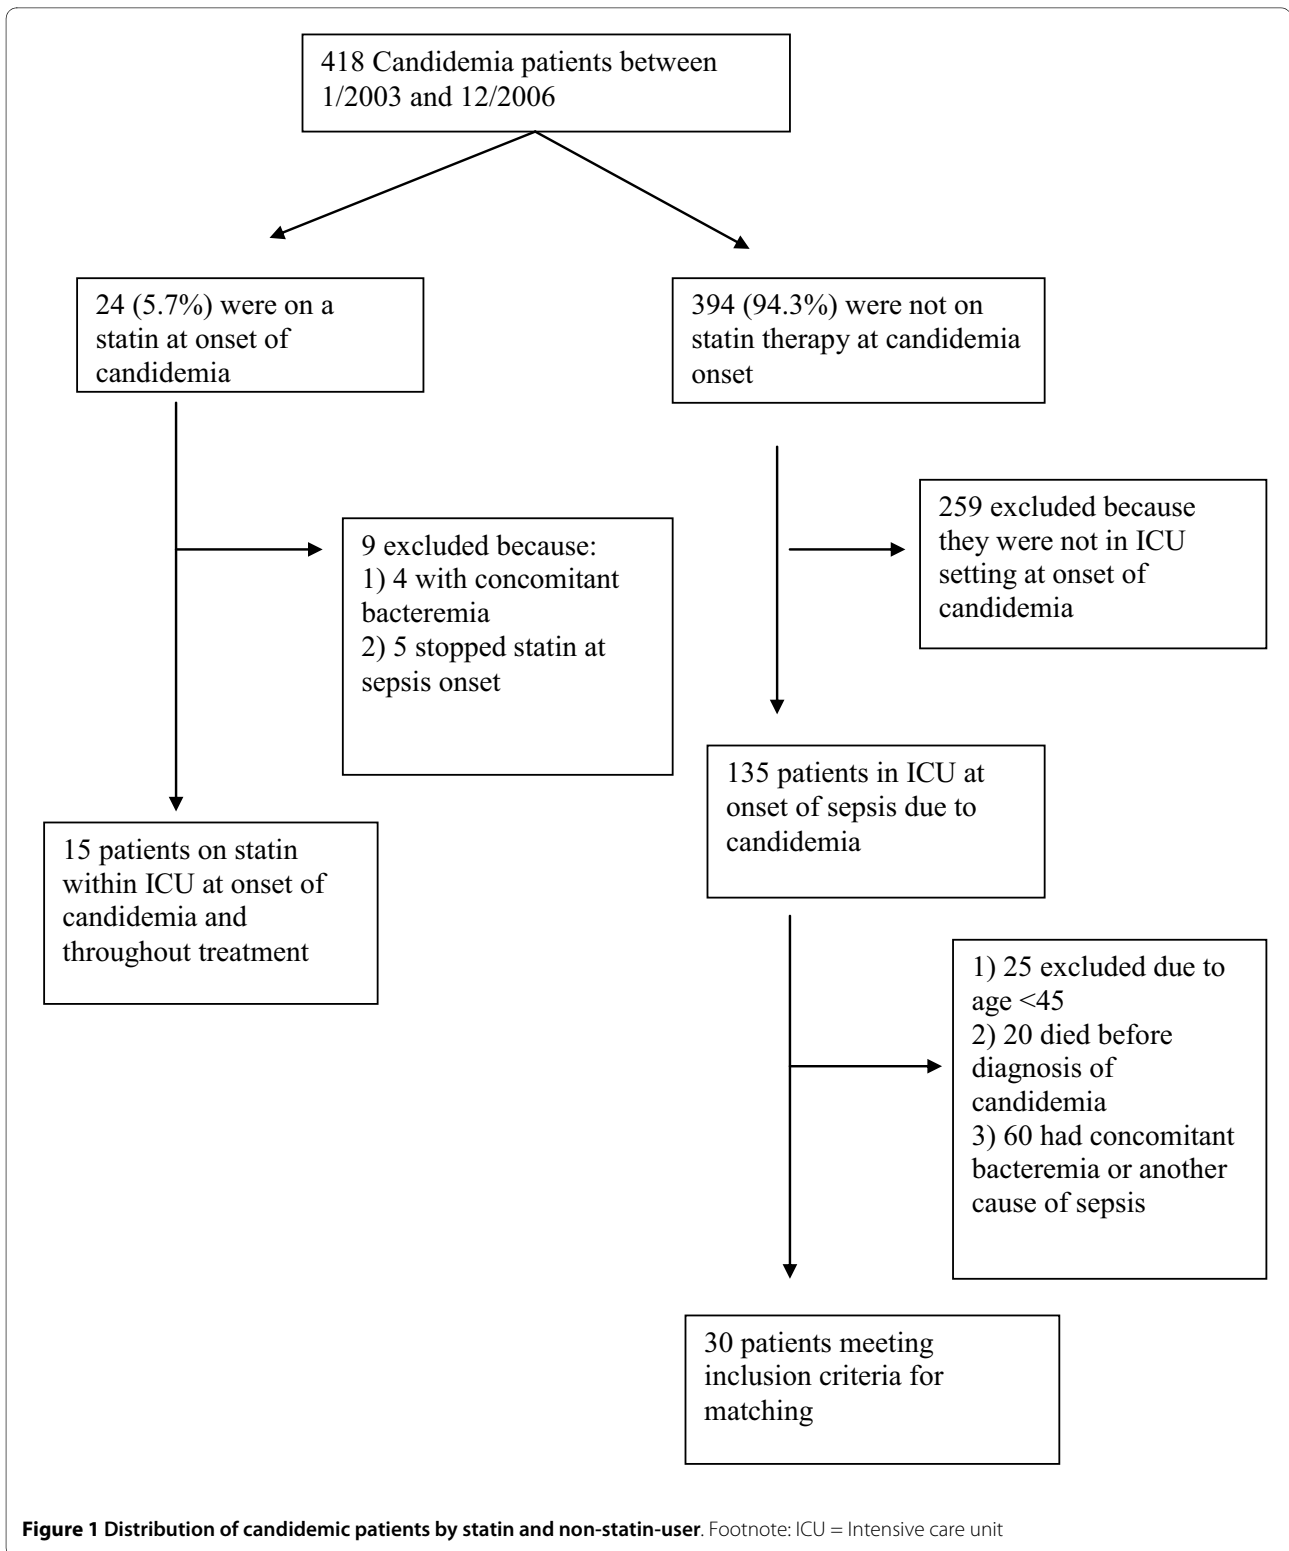 418 Candidemia patients between
1/2003 and 12/2006
24 (5.7%) were on a
statin at onset of
candidemia
394 (94.3%) were not on
statin therapy at candidemia
onset
259 excluded because
they were not in ICU
setting at onset of
candidemia
9 excluded because:
1) 4 with concomitant
bacteremia
2) 5 stopped statin at
sepsis onset
135 patients in ICU at
onset of sepsis due to
candidemia
15 patients on statin
within ICU at onset of
candidemia and
throughout treatment
1) 25 excluded due to
age <45
2) 20 died before
diagnosis of
candidemia
3) 60 had concomitant
bacteremia or another
cause of sepsis
30 patients meeting
inclusion criteria for
matching
Figure 1 Distribution of candidemic patients by statin and non-statin-user. Footnote: ICU = Intensive care unit